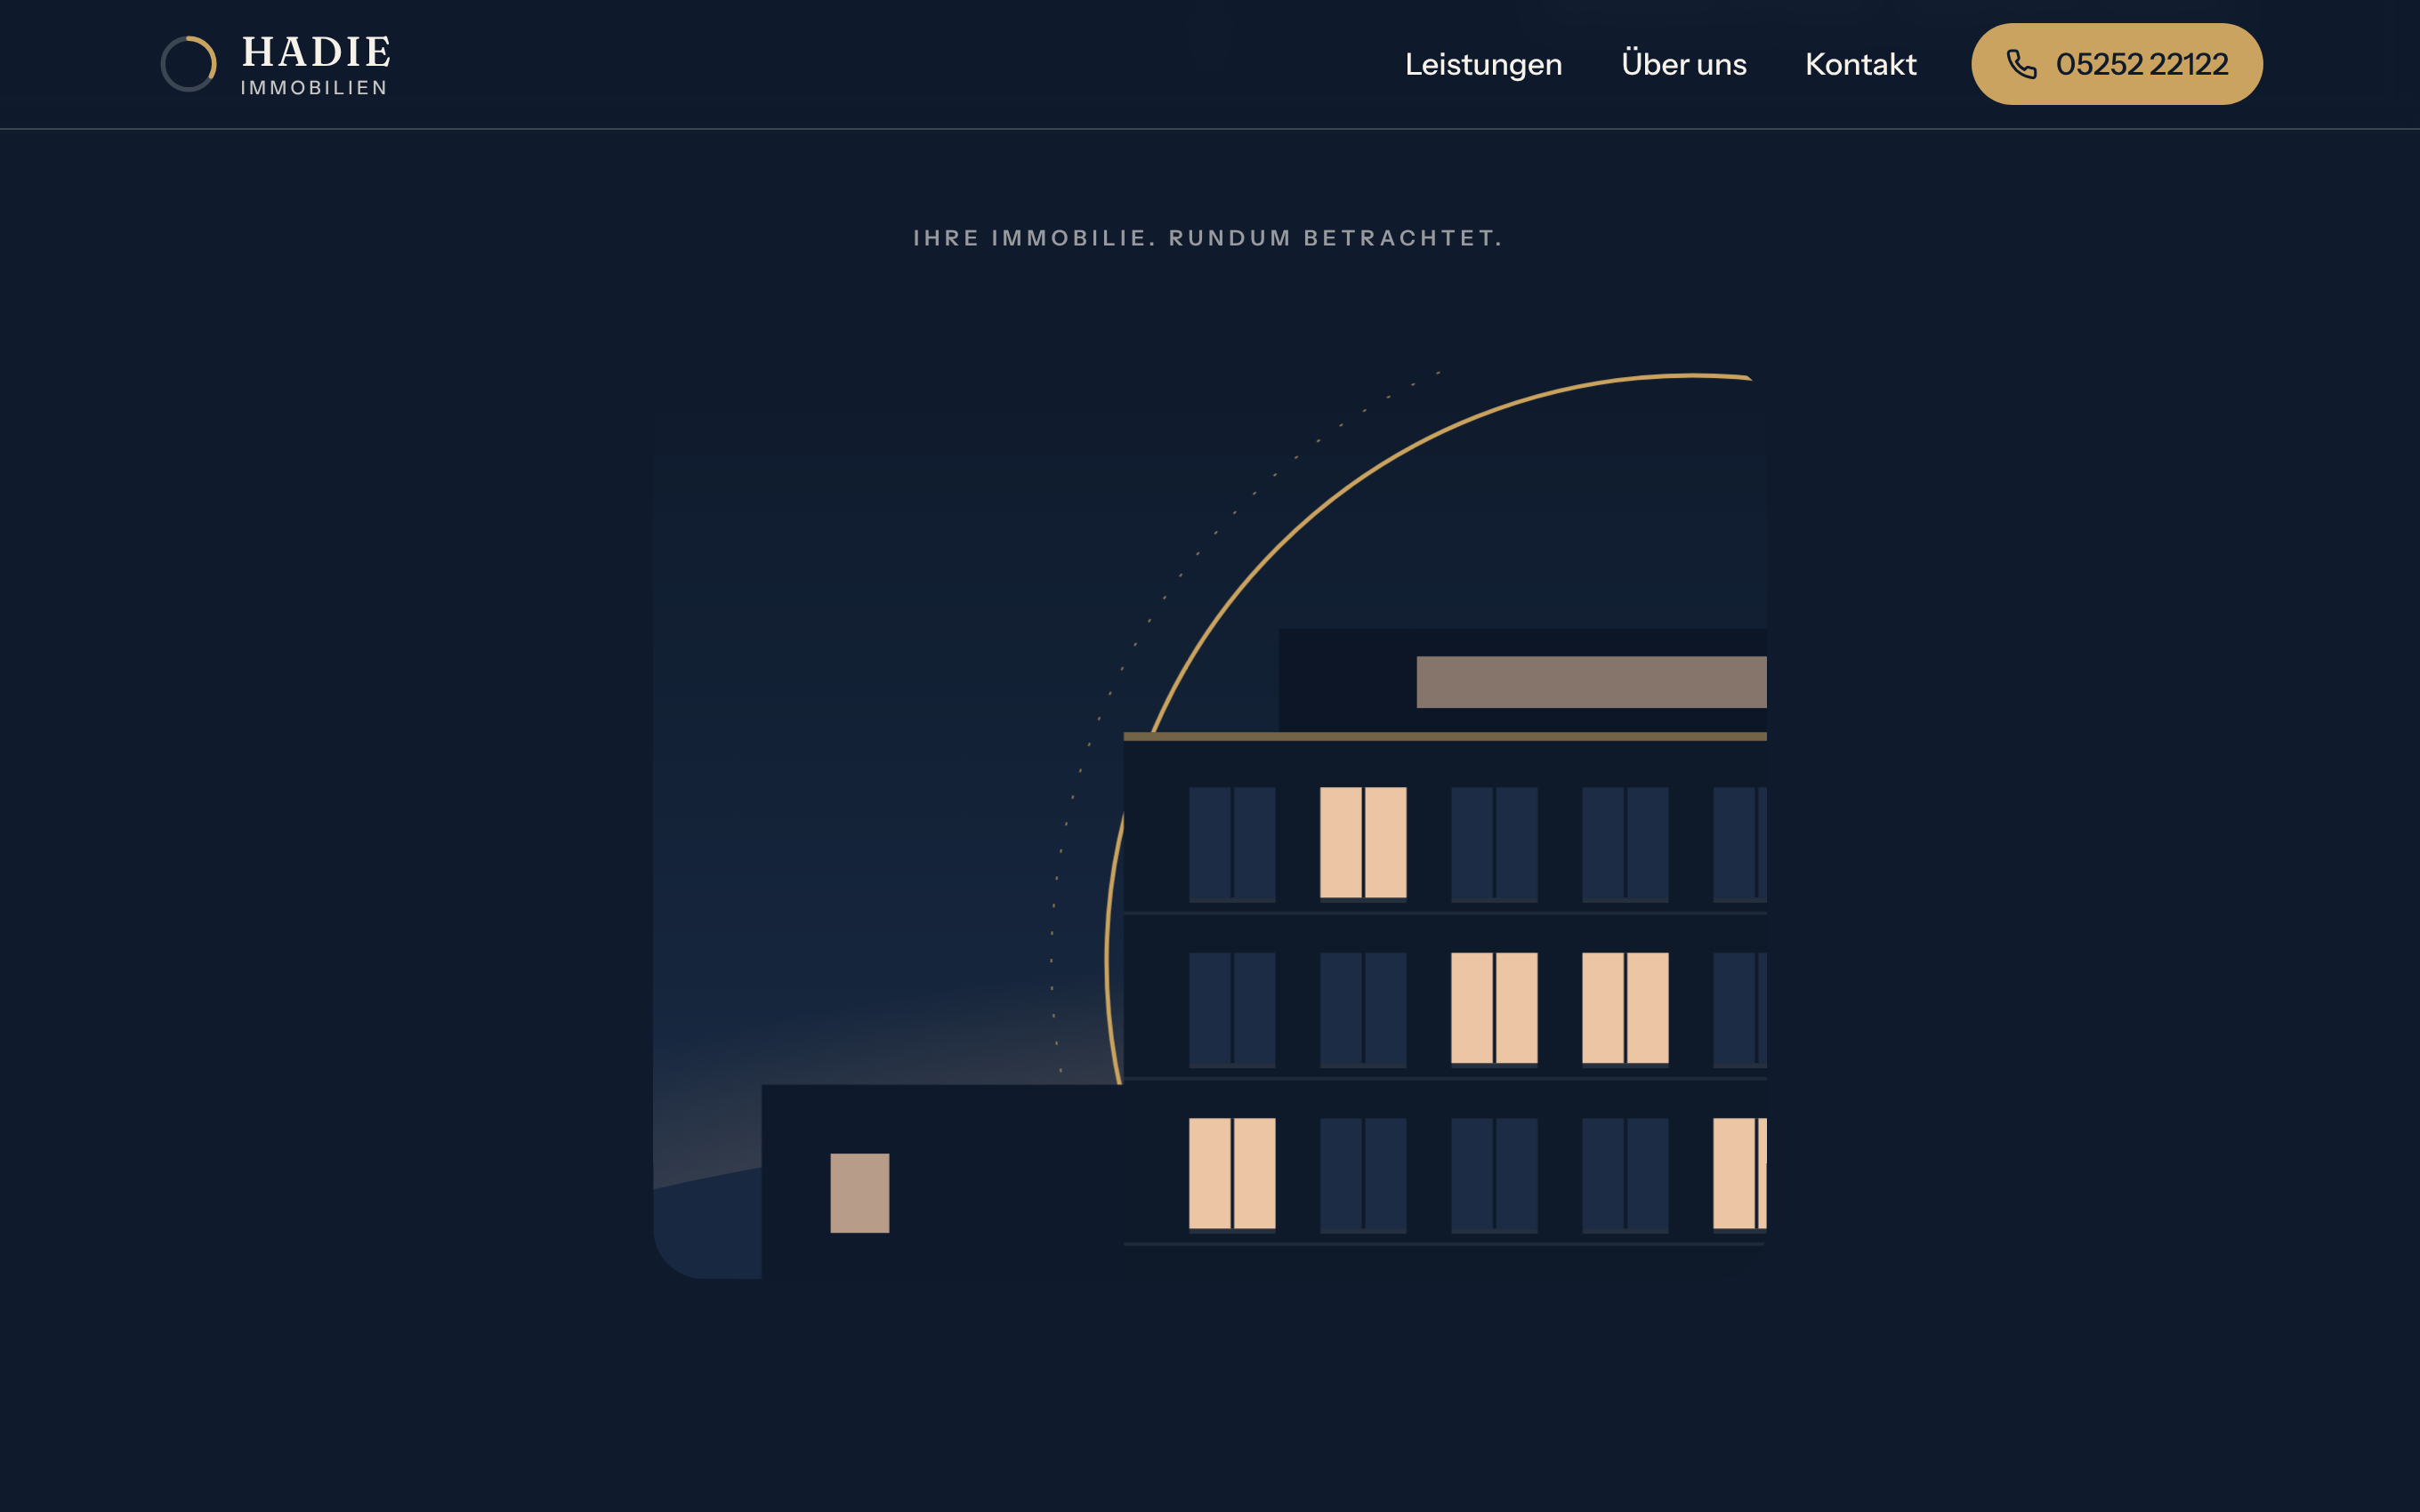 HADIE
IMMOBILIEN
Leistungen
Über uns
Kontakt
05252 22122
IHRE IMMOBILIE. RUNDUM BETRACHTET.